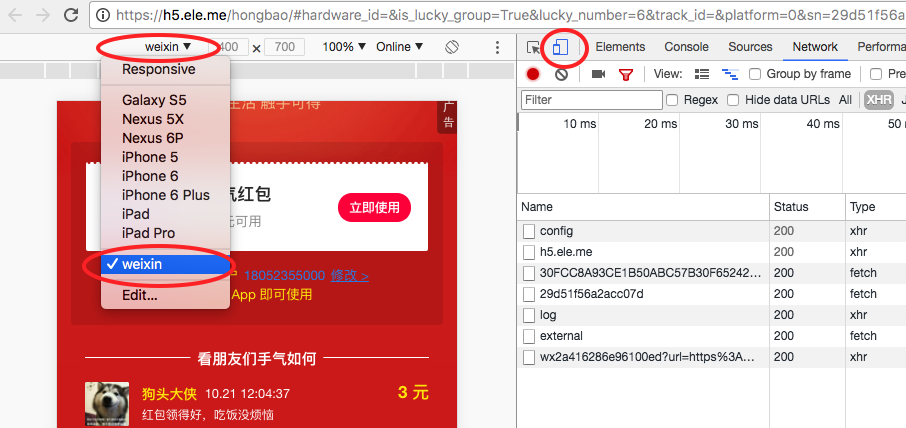 https://h5.ele.me/hongbao/#hardware_id=&is_lucky_group=True&lucky_number=6&track_id=&platform=0&sn=29d51f56a
weixin ▼ 400 × 700 100% ▼ Online ▼
Elements Console Sources Network Performa
View: Group by frame Pre
Filter Regex Hide data URLs All XHR J
10 ms 20 ms 30 ms 40 ms 50
Responsive
Galaxy S5
Nexus 5X
Nexus 6P
iPhone 5
iPhone 6
iPhone 6 Plus
iPad
iPad Pro
✓ weixin
Edit...
生活 触手可得
广告
气红包
元可用
立即使用
18052355000 修改 >
App 即可使用
看朋友们手气如何
狗头大侠 10.21 12:04:37 3 元
红包领得好，吃饭没烦恼
Name Status Type
config 200 xhr
h5.ele.me 200 xhr
30FCC8A93CE1B50ABC57B30F65242... 200 fetch
29d51f56a2acc07d 200 fetch
log 200 xhr
external 200 fetch
wx2a416286e96100ed?url=https%3A... 200 xhr